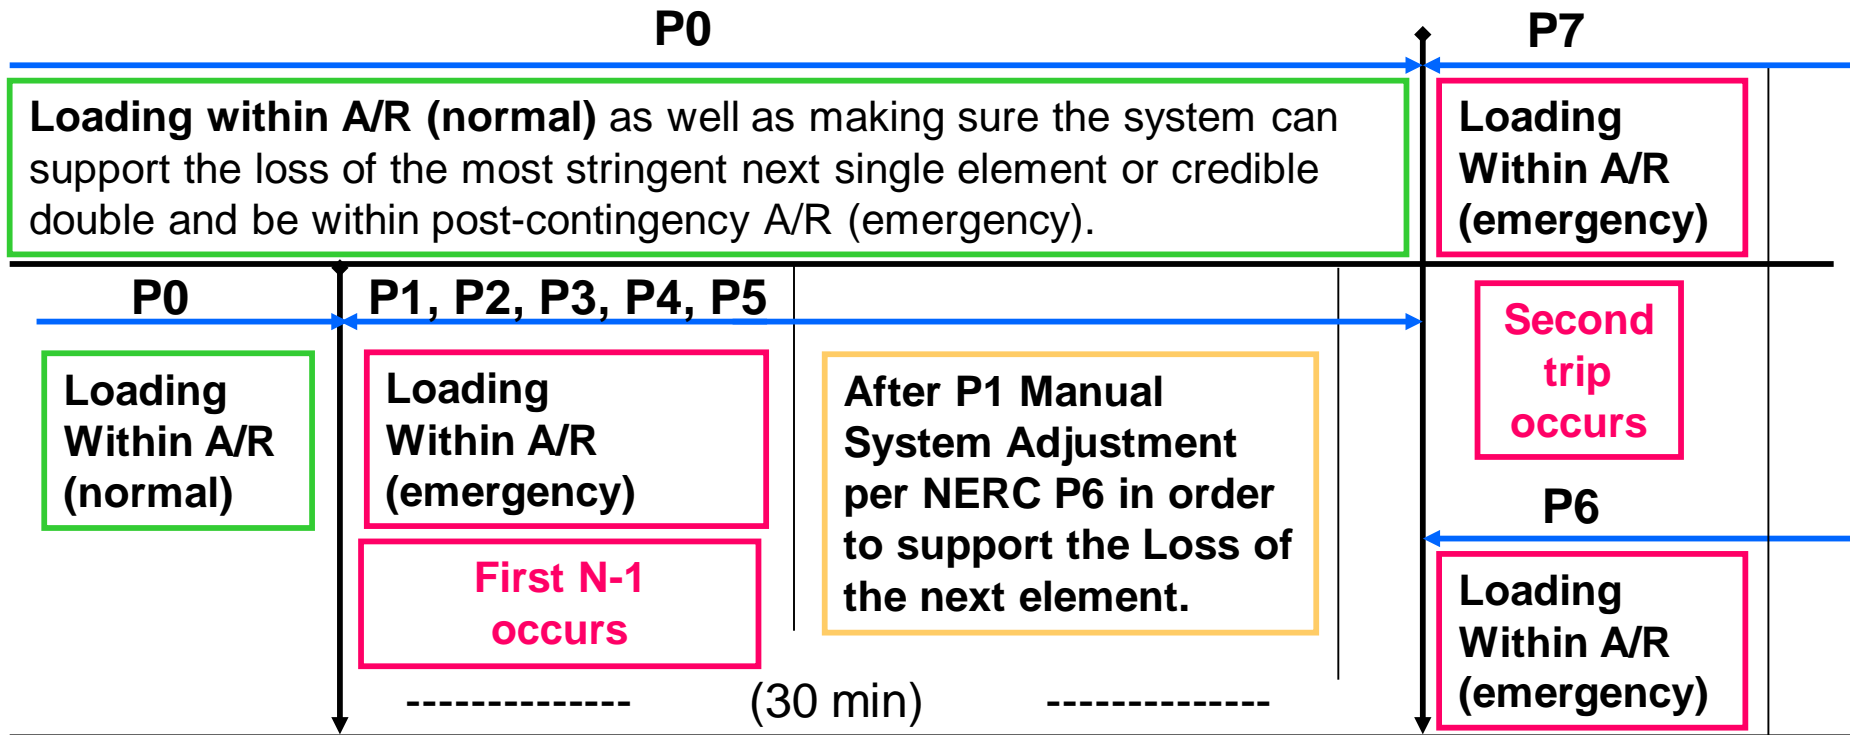 P0
P7
Loading within A/R (normal) as well as making sure the system can
support the loss of the most stringent next single element or credible
double and be within post-contingency A/R (emergency).
Loading
Within A/R
(emergency)
P0
P1, P2, P3, P4, P5
Loading
Within A/R
(normal)
Loading
Within A/R
(emergency)
First N-1
occurs
After P1 Manual
System Adjustment
per NERC P6 in order
to support the Loss of
the next element.
Second
trip
occurs
P6
Loading
Within A/R
(emergency)
-------------- (30 min) --------------